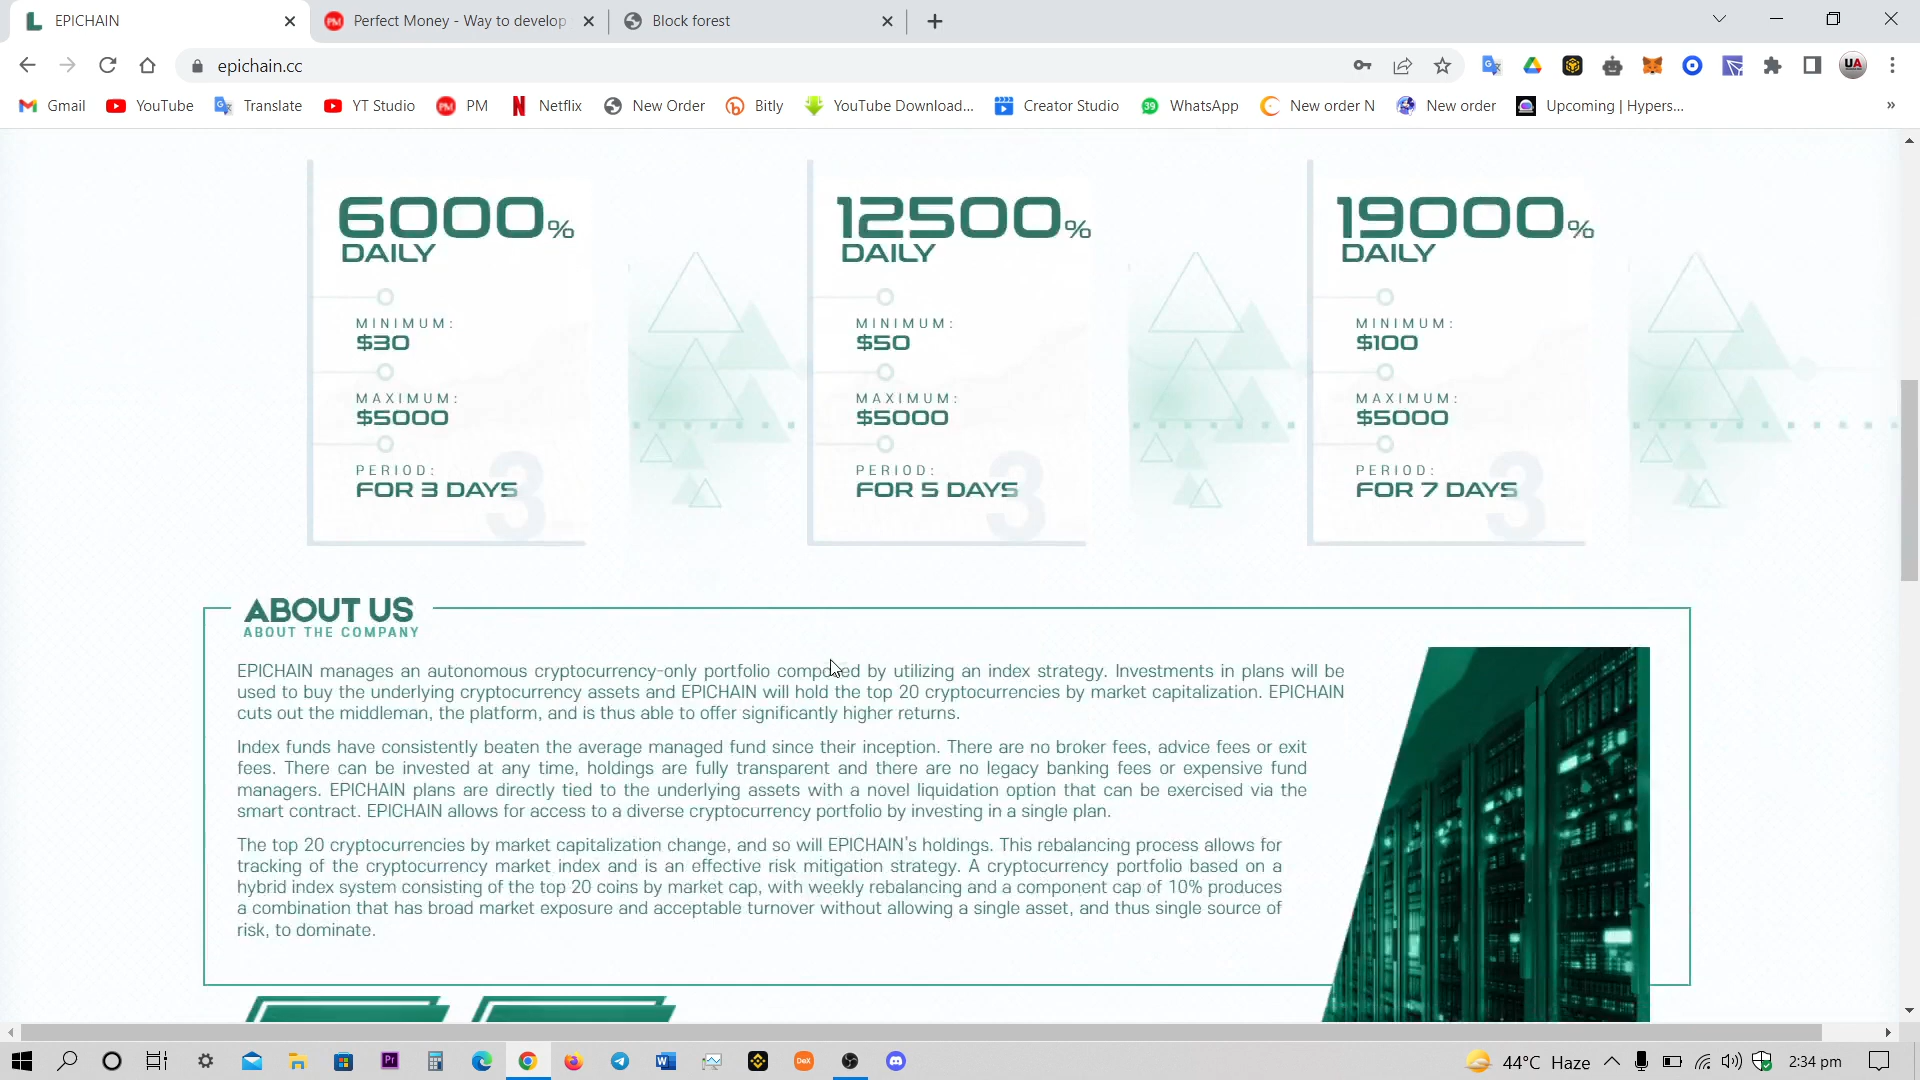 EPICHAIN
Perfect Money - Way to develop
Block forest
epichain.cc
UA
Gmail
YouTube
Translate
YT Studio
PM
Netflix
New Order
Bitly
YouTube Download...
Creator Studio
39
WhatsApp
New order N
New order
Upcoming | Hypers...
»
6000%
DAILY
MINIMUM:
$30
MAXIMUM:
$5000
PERIOD:
FOR 3 DAYS
3
12500%
DAILY
MINIMUM:
$50
MAXIMUM:
$5000
PERIOD:
FOR 5 DAYS
3
19000%
DAILY
MINIMUM:
$100
MAXIMUM:
$5000
PERIOD:
FOR 7 DAYS
3
ABOUT US
ABOUT THE COMPANY
EPICHAIN manages an autonomous cryptocurrency-only portfolio composed by utilizing an index strategy. Investments in plans will be
used to buy the underlying cryptocurrency assets and EPICHAIN will hold the top 20 cryptocurrencies by market capitalization. EPICHAIN
cuts out the middleman, the platform, and is thus able to offer significantly higher returns.
Index funds have consistently beaten the average managed fund since their inception. There are no broker fees, advice fees or exit
fees. There can be invested at any time, holdings are fully transparent and there are no legacy banking fees or expensive fund
managers. EPICHAIN plans are directly tied to the underlying assets with a novel liquidation option that can be exercised via the
smart contract. EPICHAIN allows for access to a diverse cryptocurrency portfolio by investing in a single plan.
The top 20 cryptocurrencies by market capitalization change, and so will EPICHAIN's holdings. This rebalancing process allows for
tracking of the cryptocurrency market index and is an effective risk mitigation strategy. A cryptocurrency portfolio based on a
hybrid index system consisting of the top 20 coins by market cap, with weekly rebalancing and a component cap of 10% produces
a combination that has broad market exposure and acceptable turnover without allowing a single asset, and thus single source of
risk, to dominate.
44°C Haze
2:34 pm